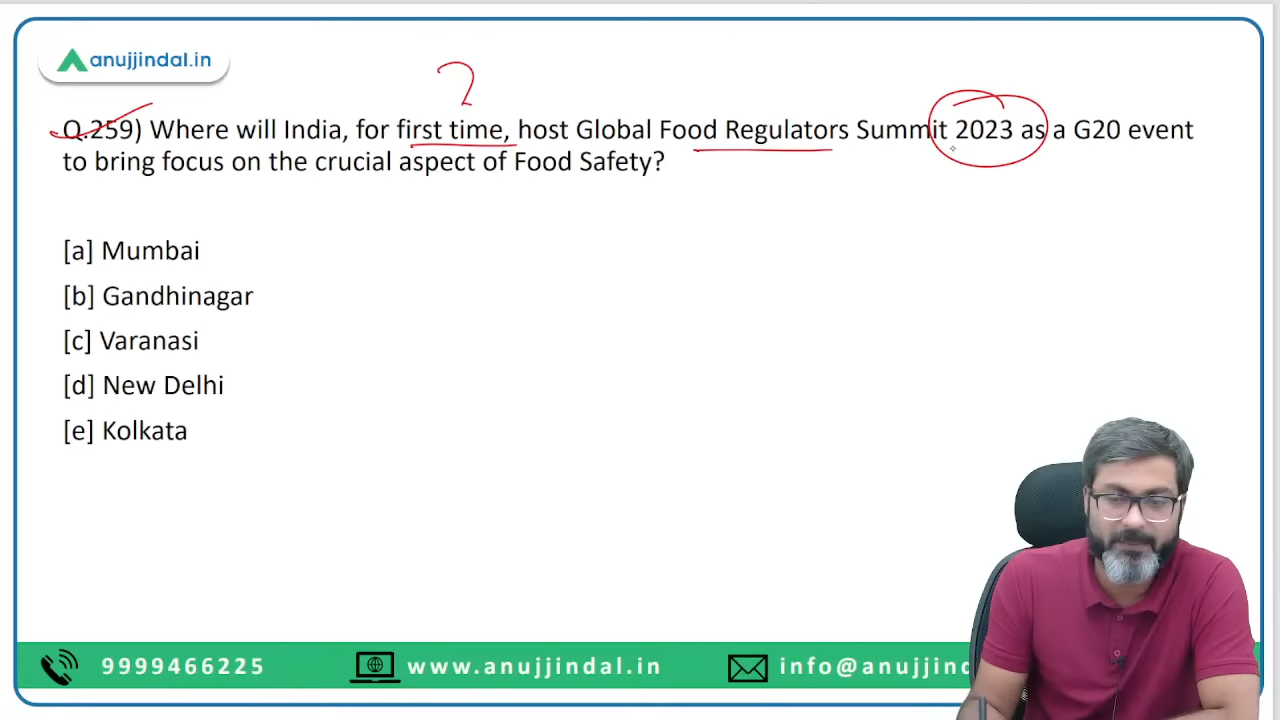 anujjindal.in
?
Q.259) Where will India, for first time, host Global Food Regulators Summit 2023 as a G20 event
to bring focus on the crucial aspect of Food Safety?
[a] Mumbai
[b] Gandhinagar
[c] Varanasi
[d] New Delhi
[e] Kolkata
9999466225 www.anujjindal.in info@anujjind